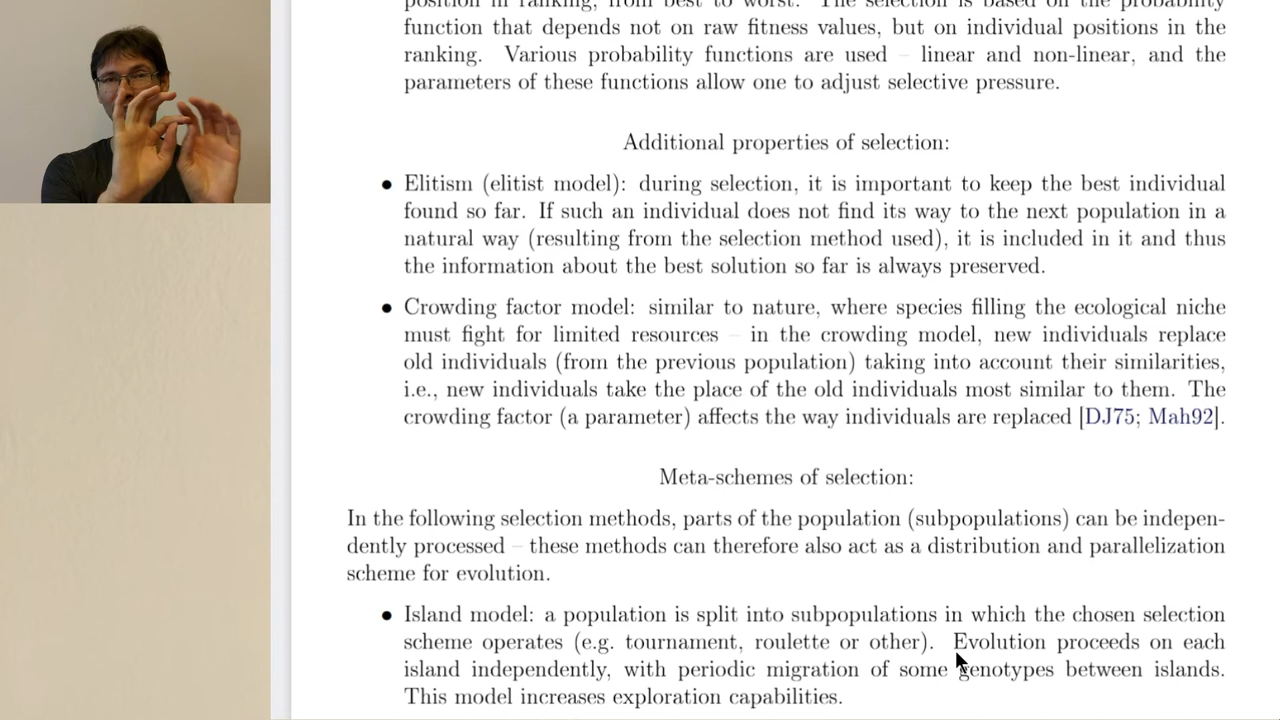 position in ranking, from best to worst. The selection is based on the probability
function that depends not on raw fitness values, but on individual positions in the
ranking. Various probability functions are used – linear and non-linear, and the
parameters of these functions allow one to adjust selective pressure.
Additional properties of selection:
• Elitism (elitist model): during selection, it is important to keep the best individual
found so far. If such an individual does not find its way to the next population in a
natural way (resulting from the selection method used), it is included in it and thus
the information about the best solution so far is always preserved.
• Crowding factor model: similar to nature, where species filling the ecological niche
must fight for limited resources – in the crowding model, new individuals replace
old individuals (from the previous population) taking into account their similarities,
i.e., new individuals take the place of the old individuals most similar to them. The
crowding factor (a parameter) affects the way individuals are replaced [DJ75; Mah92].
Meta-schemes of selection:
In the following selection methods, parts of the population (subpopulations) can be indepen-
dently processed – these methods can therefore also act as a distribution and parallelization
scheme for evolution.
• Island model: a population is split into subpopulations in which the chosen selection
scheme operates (e.g. tournament, roulette or other). Evolution proceeds on each
island independently, with periodic migration of some genotypes between islands.
This model increases exploration capabilities.